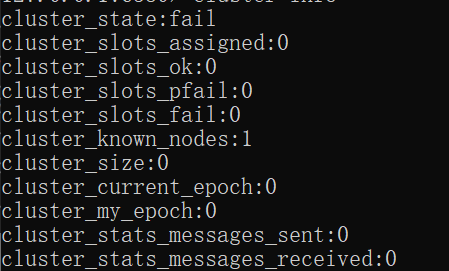 cluster_state:fail
cluster_slots_assigned:0
cluster_slots_ok:0
cluster_slots_pfail:0
cluster_slots_fail:0
cluster_known_nodes:1
cluster_size:0
cluster_current_epoch:0
cluster_my_epoch:0
cluster_stats_messages_sent:0
cluster_stats_messages_received:0